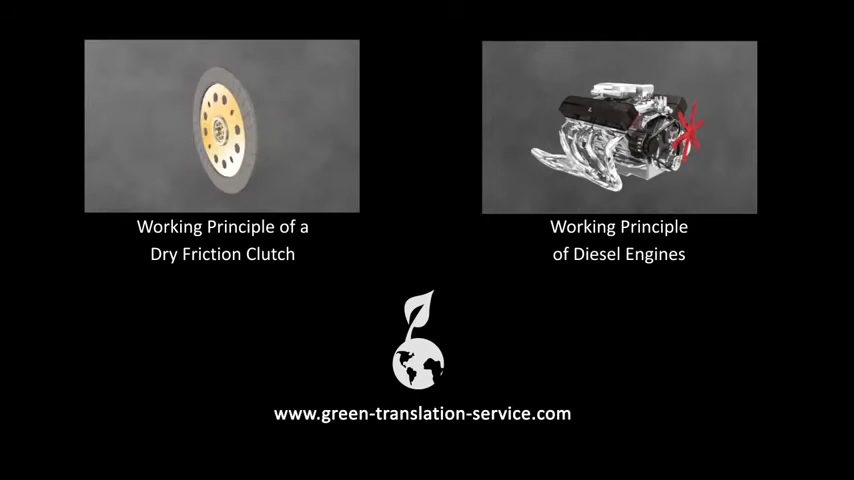 Working Principle of a
Dry Friction Clutch
Working Principle
of Diesel Engines
www.green-translation-service.com